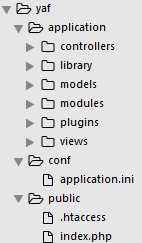 yaf
application
controllers
library
models
modules
plugins
views
conf
application.ini
public
.htaccess
index.php